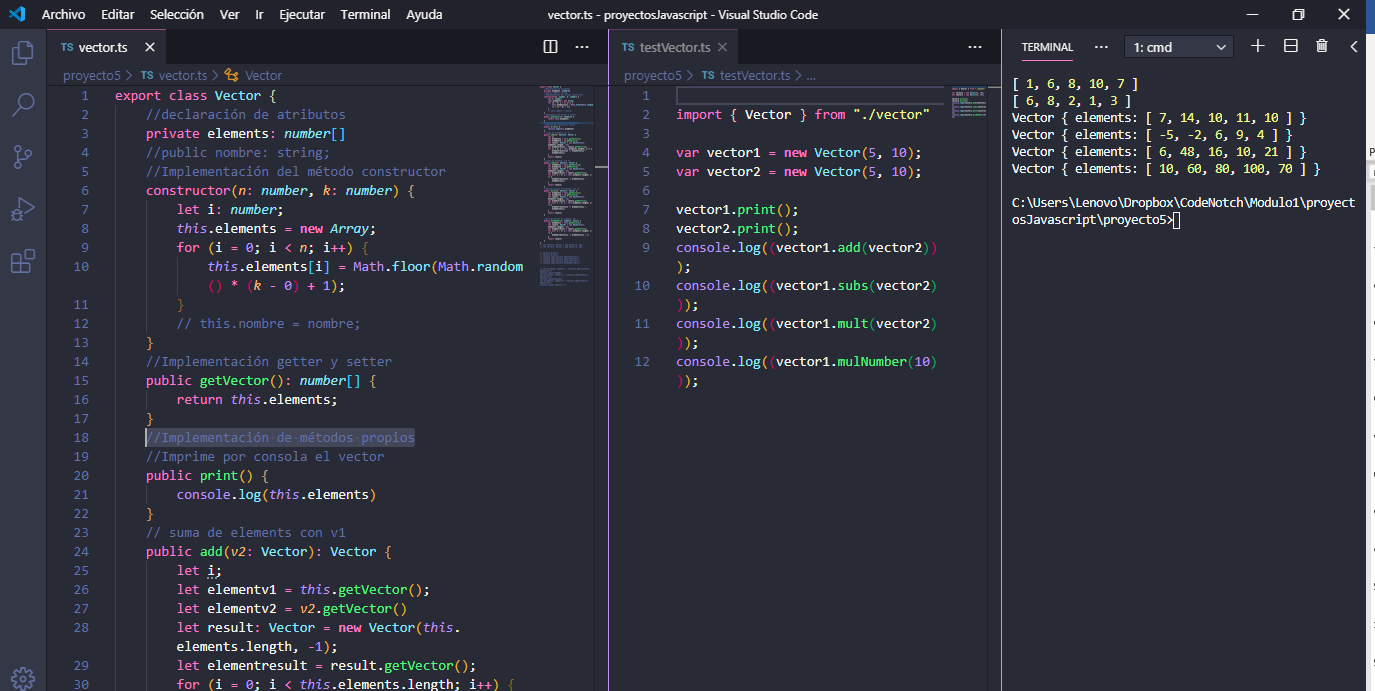 Archivo Editar Selección Ver Ir Ejecutar Terminal Ayuda
vector.ts - proyectosJavascript - Visual Studio Code
TS vector.ts
proyecto5 > TS vector.ts > Vector
1 export class Vector {
2 //declaración de atributos
3 private elements: number[]
4 //public nombre: string;
5 //Implementación del método constructor
6 constructor(n: number, k: number) {
7 let i: number;
8 this.elements = new Array;
9 for (i = 0; i < n; i++) {
10 this.elements[i] = Math.floor(Math.random
() * (k - 0) + 1);
11 }
12 // this.nombre = nombre;
13 }
14 //Implementación getter y setter
15 public getVector(): number[] {
16 return this.elements;
17 }
18 //Implementación de métodos propios
19 //Imprime por consola el vector
20 public print() {
21 console.log(this.elements)
22 }
23 // suma de elements con v1
24 public add(v2: Vector): Vector {
25 let i;
26 let elementv1 = this.getVector();
27 let elementv2 = v2.getVector()
28 let result: Vector = new Vector(this.
elements.length, -1);
29 let elementresult = result.getVector();
30 for (i = 0; i < this.elements.length; i++) {
TS testVector.ts
proyecto5 > TS testVector.ts > ...
1
2 import { Vector } from "./vector"
3
4 var vector1 = new Vector(5, 10);
5 var vector2 = new Vector(5, 10);
6
7 vector1.print();
8 vector2.print();
9 console.log((vector1.add(vector2))
);
10 console.log((vector1.subs(vector2)
));
11 console.log((vector1.mult(vector2)
));
12 console.log((vector1.mulNumber(10)
));
TERMINAL ... 1: cmd
[ 1, 6, 8, 10, 7 ]
[ 6, 8, 2, 1, 3 ]
Vector { elements: [ 7, 14, 10, 11, 10 ] }
Vector { elements: [ -5, -2, 6, 9, 4 ] }
Vector { elements: [ 6, 48, 16, 10, 21 ] }
Vector { elements: [ 10, 60, 80, 100, 70 ] }
C:\Users\Lenovo\Dropbox\CodeNotch\Modulo1\proyect
osJavascript\proyecto5>